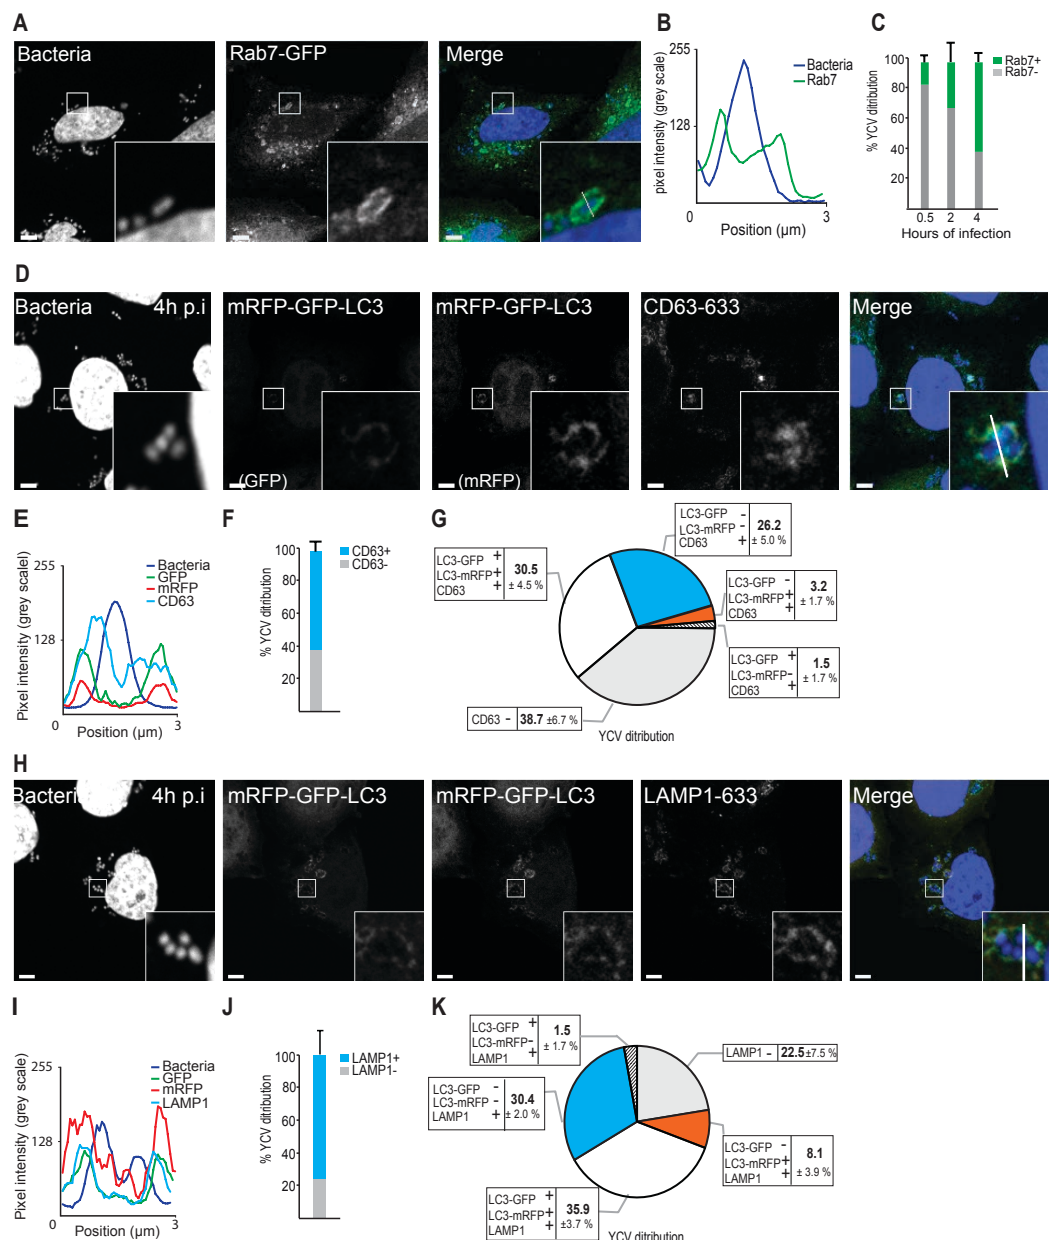 A
Bacteria
Rab7-GFP
Merge
B
255
128
0
3
pixel intensity (grey scale)
Position (µm)
Bacteria
Rab7
C
100
80
60
40
20
% YCV ditribution
0.5 2 4
Hours of infection
Rab7+
Rab7-
D
Bacteria 4h p.i
mRFP-GFP-LC3
(GFP)
mRFP-GFP-LC3
(mRFP)
CD63-633
Merge
E
255
128
0
3
Pixel intensity (grey scale)
Position (µm)
Bacteria
GFP
mRFP
CD63
F
100
80
60
40
20
% YCV ditribution
CD63+
CD63-
G
LC3-GFP -
LC3-mRFP -
CD63 +
26.2
± 5.0 %
LC3-GFP +
LC3-mRFP +
CD63 +
30.5
± 4.5 %
LC3-GFP -
LC3-mRFP +
CD63 +
3.2
± 1.7 %
LC3-GFP +
LC3-mRFP -
CD63 +
1.5
± 1.7 %
CD63 - 38.7 ±6.7 %
YCV ditribution
H
Bacteria 4h p.i
mRFP-GFP-LC3
mRFP-GFP-LC3
LAMP1-633
Merge
I
255
128
0
3
Pixel intensity (grey scale)
Position (µm)
Bacteria
GFP
mRFP
LAMP1
J
100
80
60
40
20
% YCV ditribution
LAMP1+
LAMP1-
K
LC3-GFP +
LC3-mRFP -
LAMP1 +
1.5
± 1.7 %
LAMP1 - 22.5 ±7.5 %
LC3-GFP -
LC3-mRFP -
LAMP1 +
30.4
± 2.0 %
LC3-GFP -
LC3-mRFP +
LAMP1 +
8.1
± 3.9 %
LC3-GFP +
LC3-mRFP +
LAMP1 +
35.9
±3.7 %
YCV ditribution